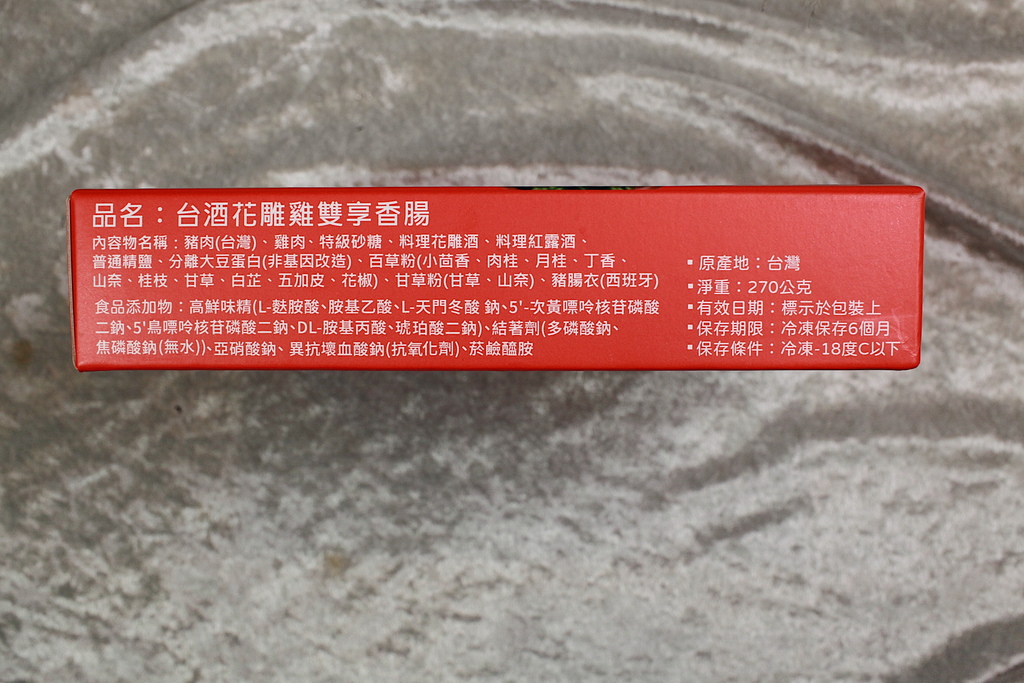 品名：台酒花雕雞雙享香腸
內容物名稱：豬肉(台灣)、雞肉、特級砂糖、料理花雕酒、料理紅露酒、
普通精鹽、分離大豆蛋白(非基因改造)、百草粉(小茴香、肉桂、月桂、丁香、
山奈、桂枝、甘草、白芷、五加皮、花椒)、甘草粉(甘草、山奈)、豬腸衣(西班牙)
食品添加物：高鮮味精(L-麩胺酸、胺基乙酸、L-天門冬酸 鈉、5'-次黃嘌呤核苷磷酸
二鈉、5'鳥嘌呤核苷磷酸二鈉、DL-胺基丙酸、琥珀酸二鈉)、結著劑(多磷酸鈉、
焦磷酸鈉(無水))、亞硝酸鈉、異抗壞血酸鈉(抗氧化劑)、菸鹼醯胺
▪原產地：台灣
▪淨重：270公克
▪有效日期：標示於包裝上
▪保存期限：冷凍保存6個月
▪保存條件：冷凍-18度C以下